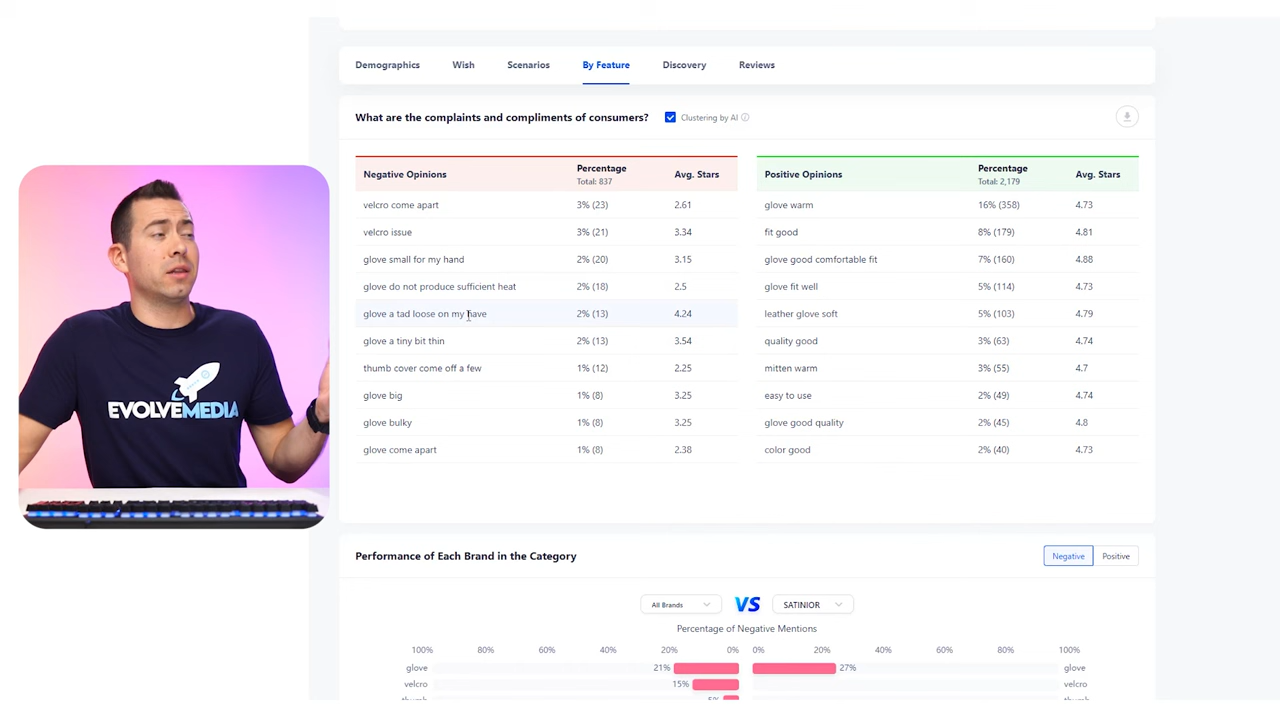 Demographics Wish Scenarios By Feature Discovery Reviews
What are the complaints and compliments of consumers? Clustering by AI
Negative Opinions Percentage Total: 837 Avg. Stars
velcro come apart 3% (23) 2.61
velcro issue 3% (21) 3.34
glove small for my hand 2% (20) 3.15
glove do not produce sufficient heat 2% (18) 2.5
glove a tad loose on my have 2% (13) 4.24
glove a tiny bit thin 2% (13) 3.54
thumb cover come off a few 1% (12) 2.25
glove big 1% (8) 3.25
glove bulky 1% (8) 3.25
glove come apart 1% (8) 2.38
Positive Opinions Percentage Total: 2,179 Avg. Stars
glove warm 16% (358) 4.73
fit good 8% (179) 4.81
glove good comfortable fit 7% (160) 4.88
glove fit well 5% (114) 4.73
leather glove soft 5% (103) 4.79
quality good 3% (63) 4.74
mitten warm 3% (55) 4.7
easy to use 2% (49) 4.74
glove good quality 2% (45) 4.8
color good 2% (40) 4.73
EVOLVEMEDIA
Performance of Each Brand in the Category Negative Positive
All Brands VS SATINIOR
Percentage of Negative Mentions
100% 80% 60% 40% 20% 0% 0% 20% 40% 60% 80% 100%
glove 21% 27% glove
velcro 15% velcro